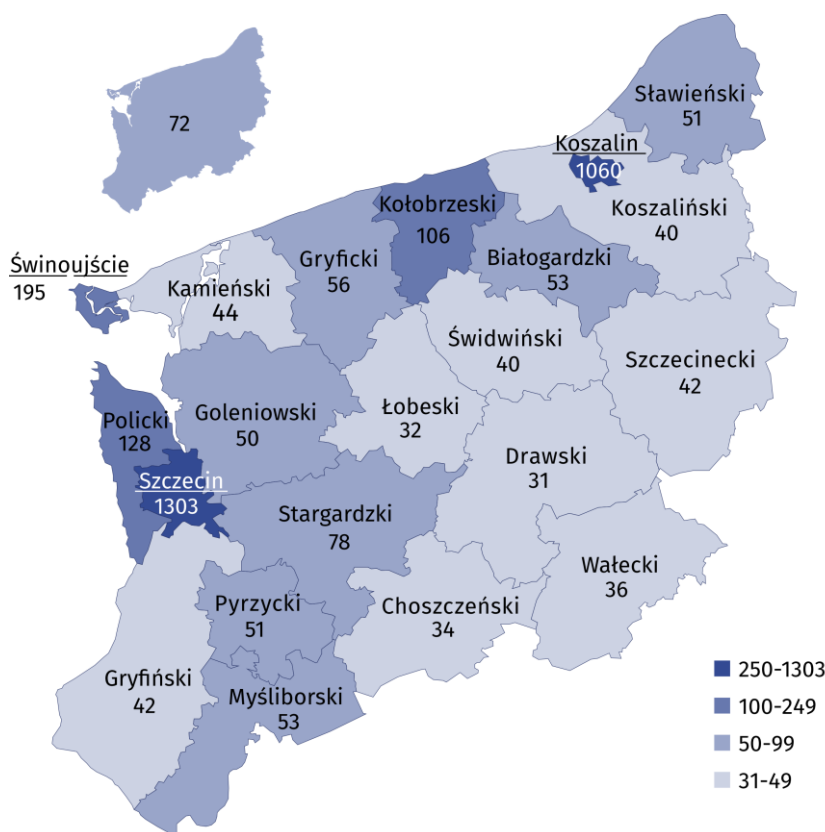 72
Sławieński
51
Koszalin
1060
Koszaliński
40
Kołobrzeski
106
Białogardzki
53
Gryficki
56
Świnoujście
195
Kamieński
44
Świdwiński
40
Szczecinecki
42
Łobeski
32
Goleniowski
50
Policki
128
Szczecin
1303
Drawski
31
Stargardzki
78
Wałecki
36
Choszczeński
34
Pyrzycki
51
Gryfiński
42
Myśliborski
53
250-1303
100-249
50-99
31-49